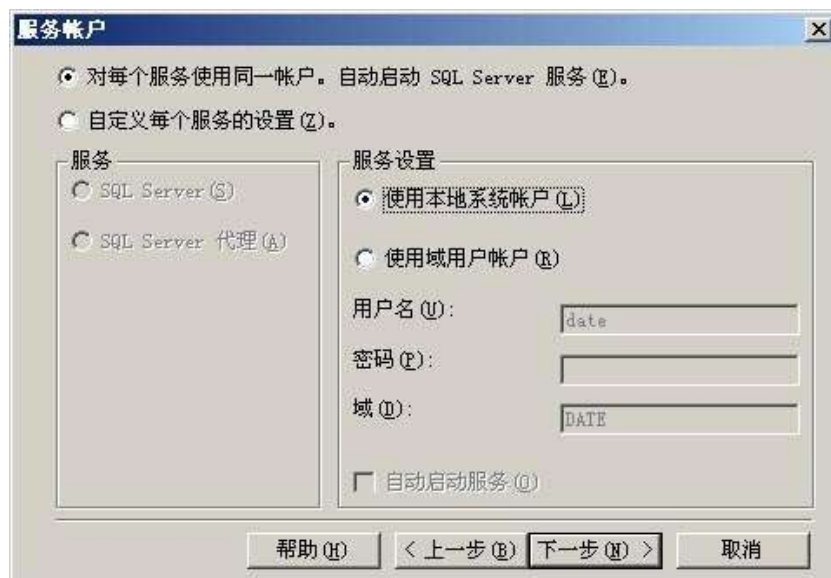 服务帐户
对每个服务使用同一帐户。自动启动 SQL Server 服务(E)。
自定义每个服务的设置(Z)。
服务
SQL Server(S)
SQL Server 代理(A)
服务设置
使用本地系统帐户(L)
使用域用户帐户(R)
用户名(U):
date
密码(P):
域(D):
DATE
自动启动服务(O)
帮助(H)
< 上一步(B)
下一步(N) >
取消